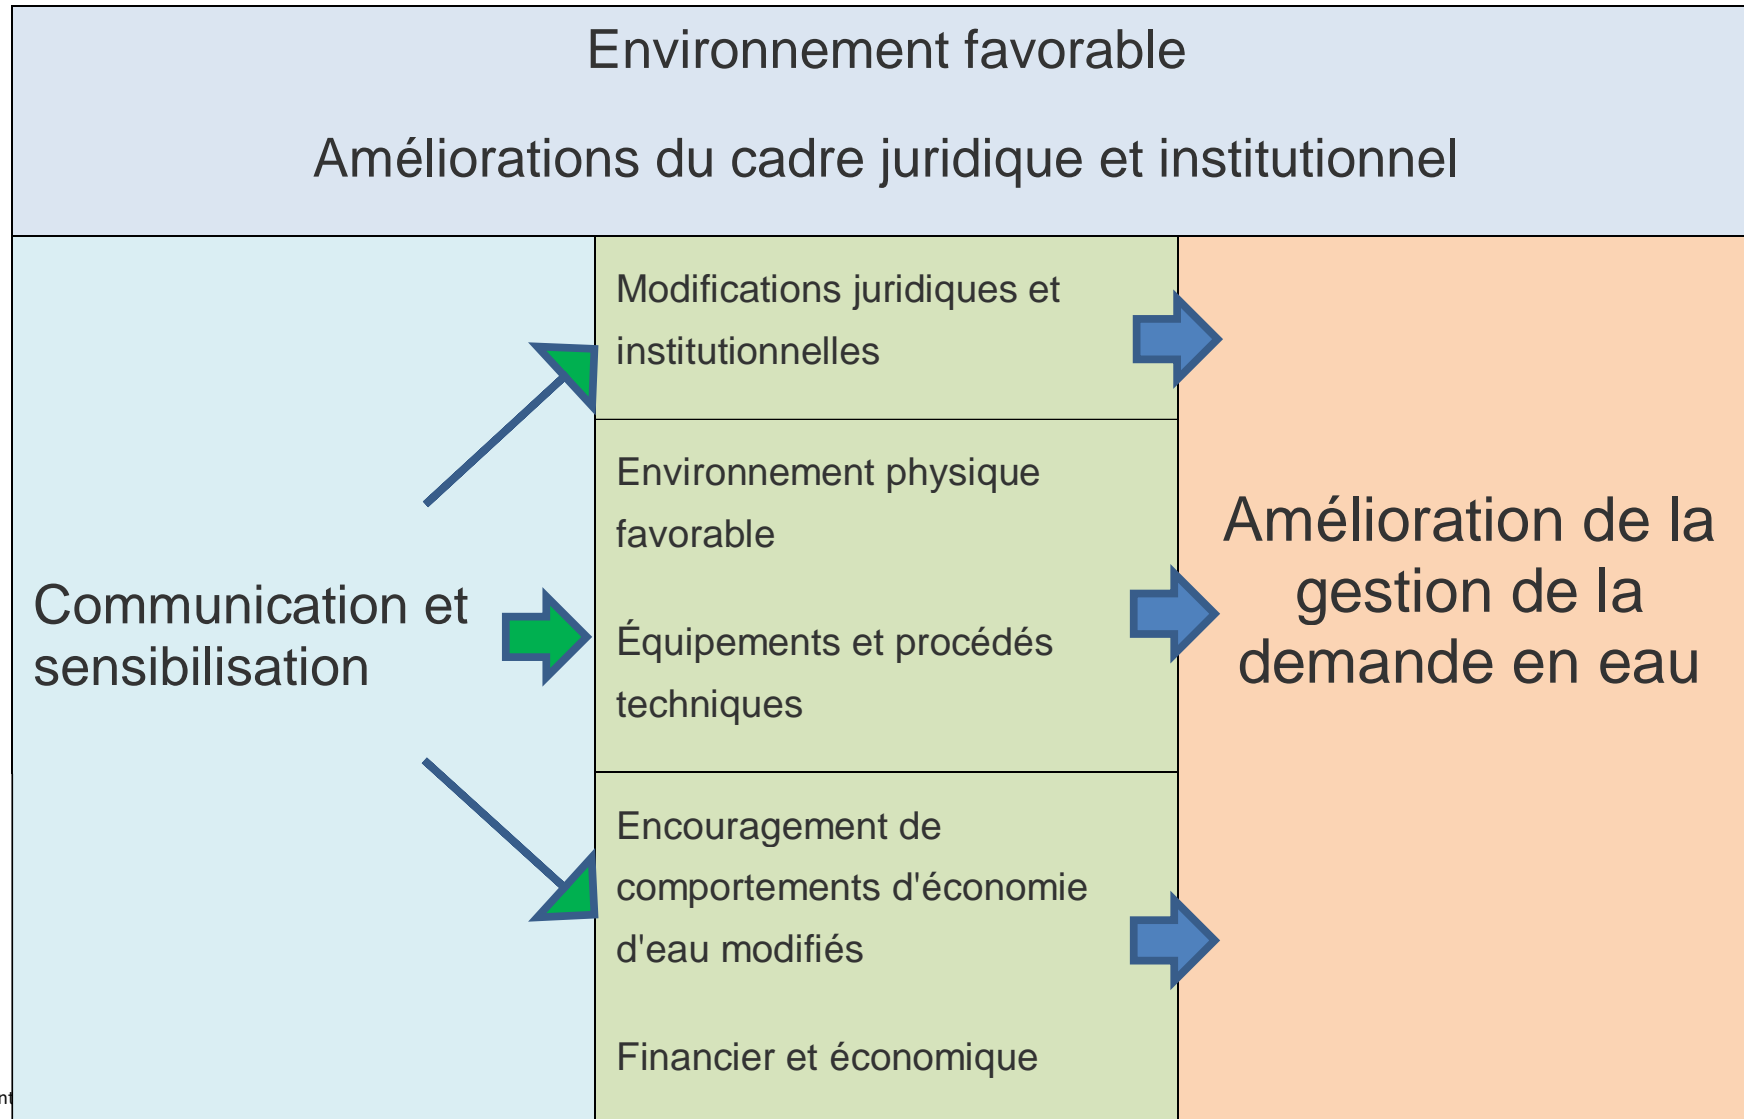 Environnement favorable
Améliorations du cadre juridique et institutionnel
Communication et
sensibilisation
Modifications juridiques et
institutionnelles
Environnement physique
favorable
Équipements et procédés
techniques
Encouragement de
comportements d'économie
d'eau modifiés
Financier et économique
Amélioration de la
gestion de la
demande en eau